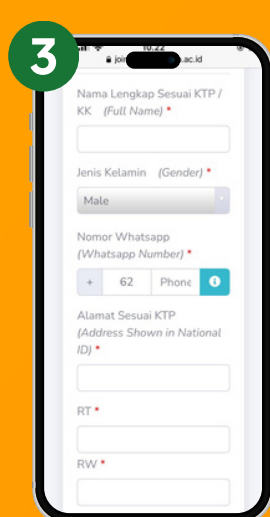 3
10.22
join .ac.id
Nama Lengkap Sesuai KTP /
KK (Full Name) *
Jenis Kelamin (Gender) *
Male
Nomor Whatsapp
(Whatsapp Number) *
+ 62 Phone
Alamat Sesuai KTP
(Address Shown in National
ID) *
RT *
RW *